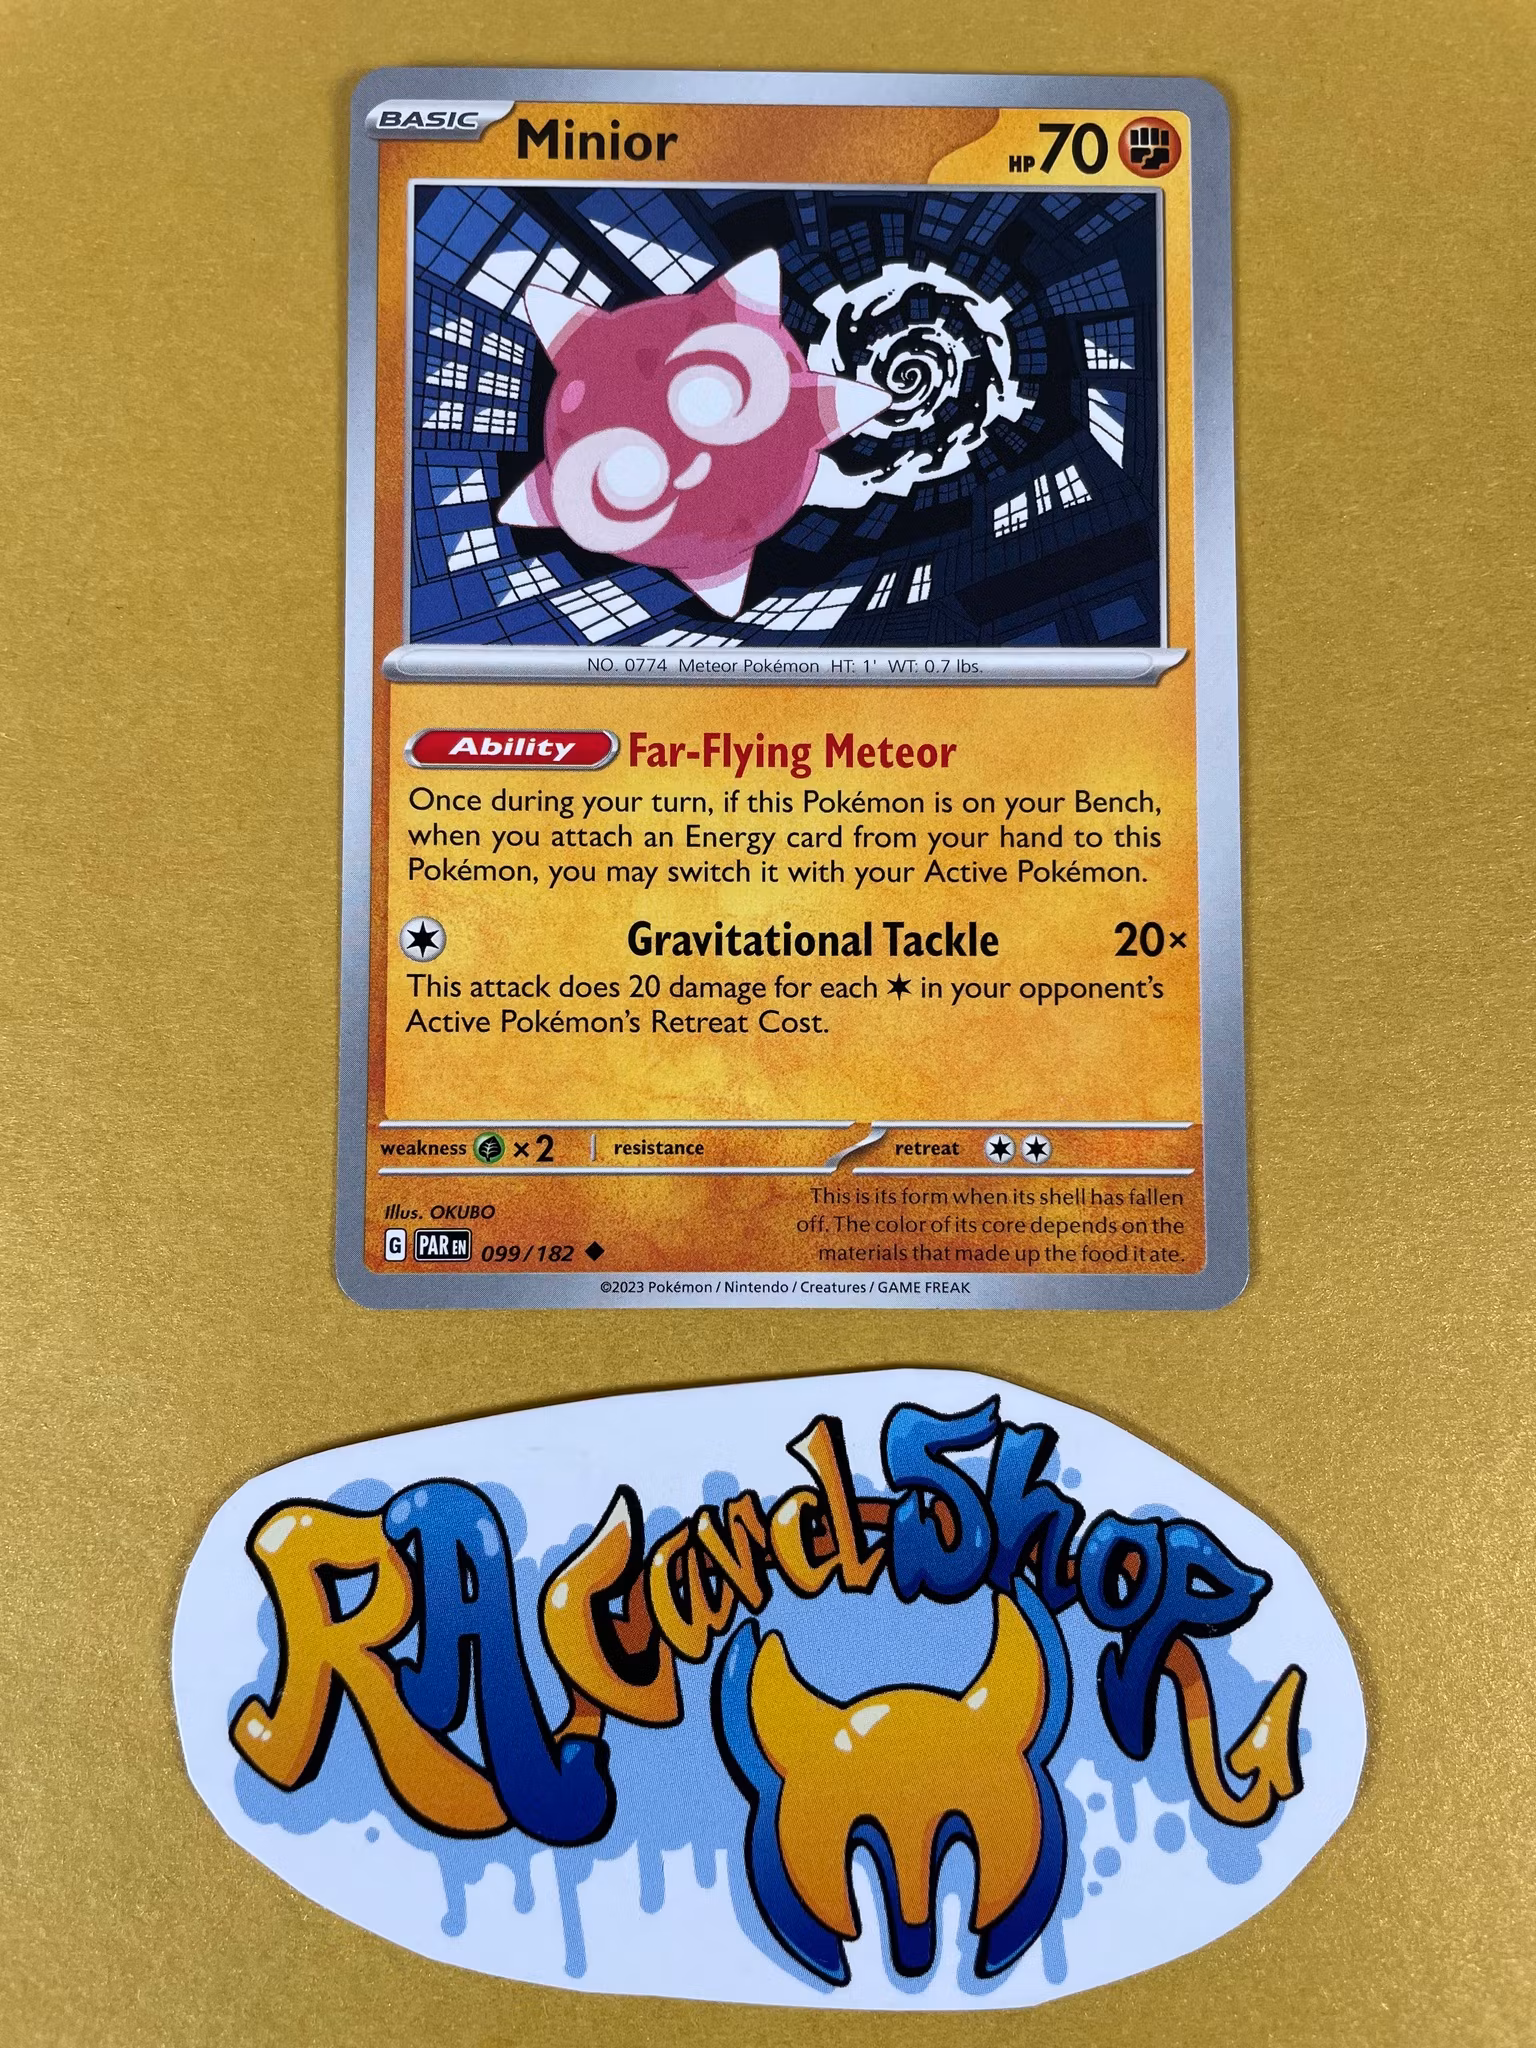 BASIC Minior HP 70
NO. 0774 Meteor Pokémon HT: 1' WT: 0.7 lbs.
Ability Far-Flying Meteor
Once during your turn, if this Pokémon is on your Bench,
when you attach an Energy card from your hand to this
Pokémon, you may switch it with your Active Pokémon.
Gravitational Tackle 20×
This attack does 20 damage for each ✶ in your opponent's
Active Pokémon's Retreat Cost.
weakness ×2 resistance retreat
This is its form when its shell has fallen
off. The color of its core depends on the
materials that made up the food it ate.
Illus. OKUBO
G PAR EN 099/182 ◆
©2023 Pokémon / Nintendo / Creatures / GAME FREAK
RA CardShop